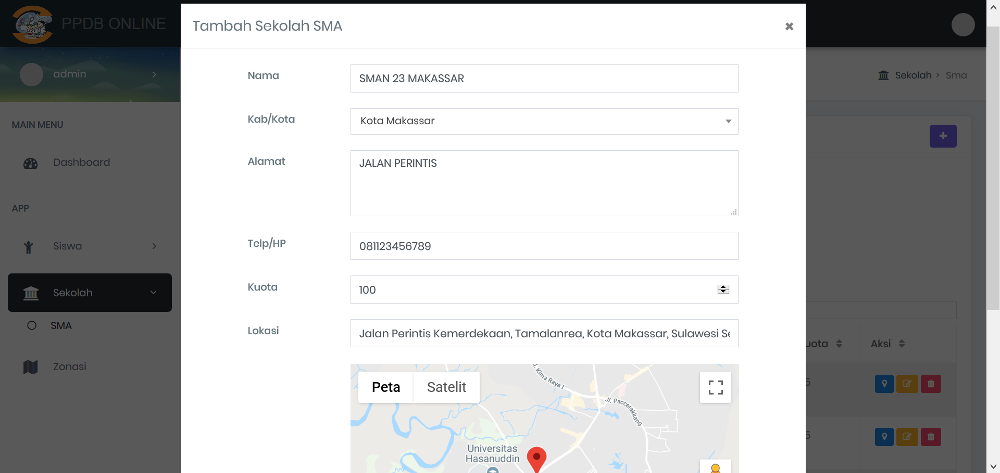 PPDB ONLINE
Tambah Sekolah SMA
admin
Sekolah > Sma
MAIN MENU
Dashboard
APP
Siswa
Sekolah
SMA
Zonasi
Nama
SMAN 23 MAKASSAR
Kab/Kota
Kota Makassar
Alamat
JALAN PERINTIS
Telp/HP
081123456789
Kuota
100
Lokasi
Jalan Perintis Kemerdekaan, Tamalanrea, Kota Makassar, Sulawesi Se
Peta
Satelit
Jl. Kima Raya I
Jl. Paccerakkang
Universitas
Hasanuddin
uota
Aksi
5
5